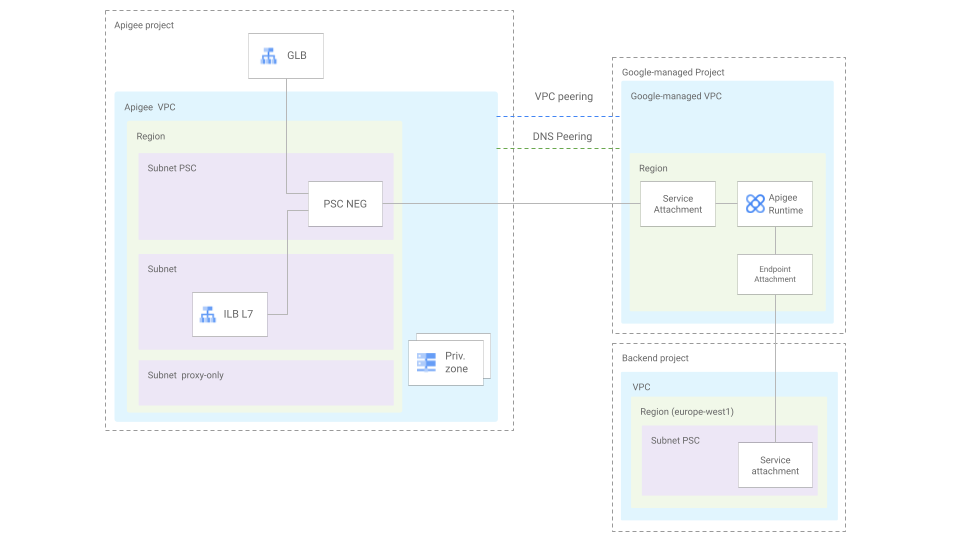 Apigee project
GLB
Apigee VPC
Region
Subnet PSC
PSC NEG
Subnet
ILB L7
Subnet proxy-only
Priv.
zone
VPC peering
DNS Peering
Google-managed Project
Google-managed VPC
Region
Service
Attachment
Apigee
Runtime
Endpoint
Attachment
Backend project
VPC
Region (europe-west1)
Subnet PSC
Service
attachment